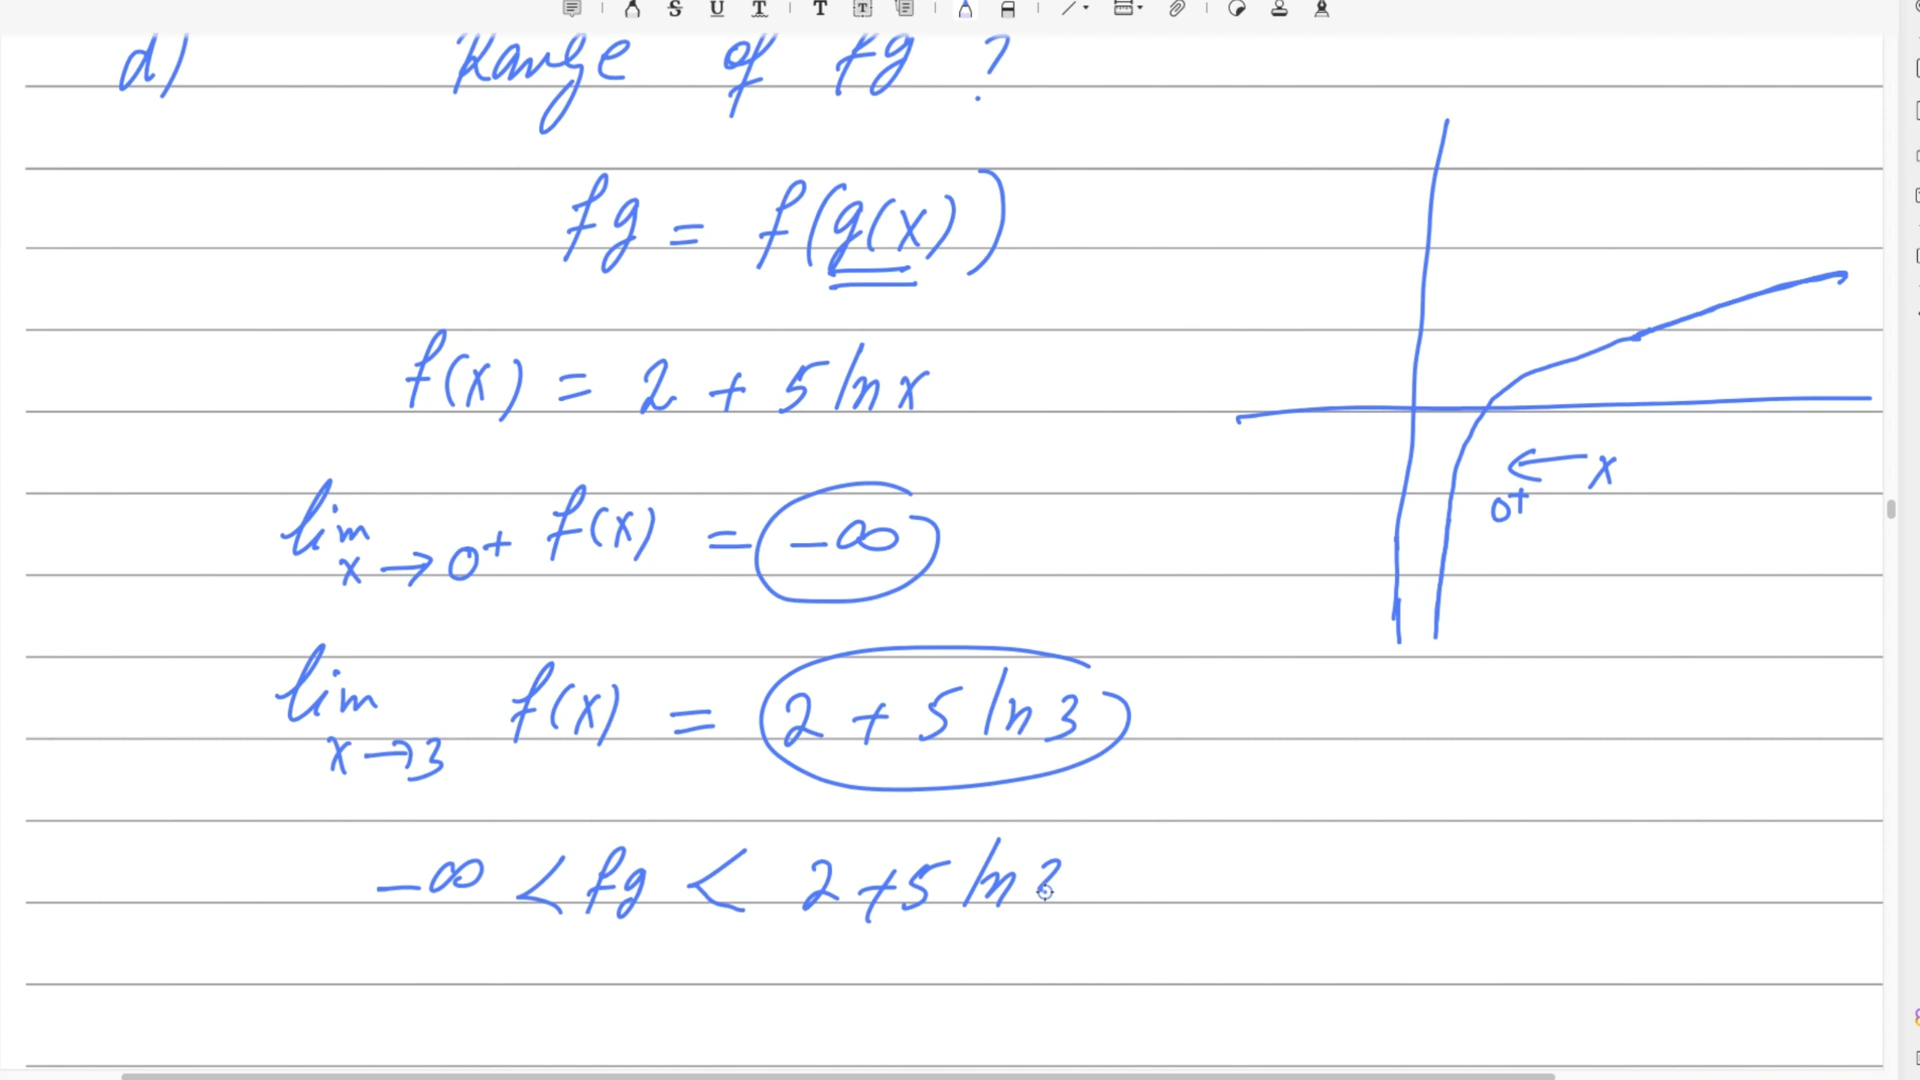 d) Range of fg ?
fg = f(g(x))
f(x) = 2 + 5 ln x
lim x → 0⁺ f(x) = -∞
← x
0⁺
lim x → 3 f(x) = 2 + 5 ln 3
-∞ < fg < 2 + 5 ln